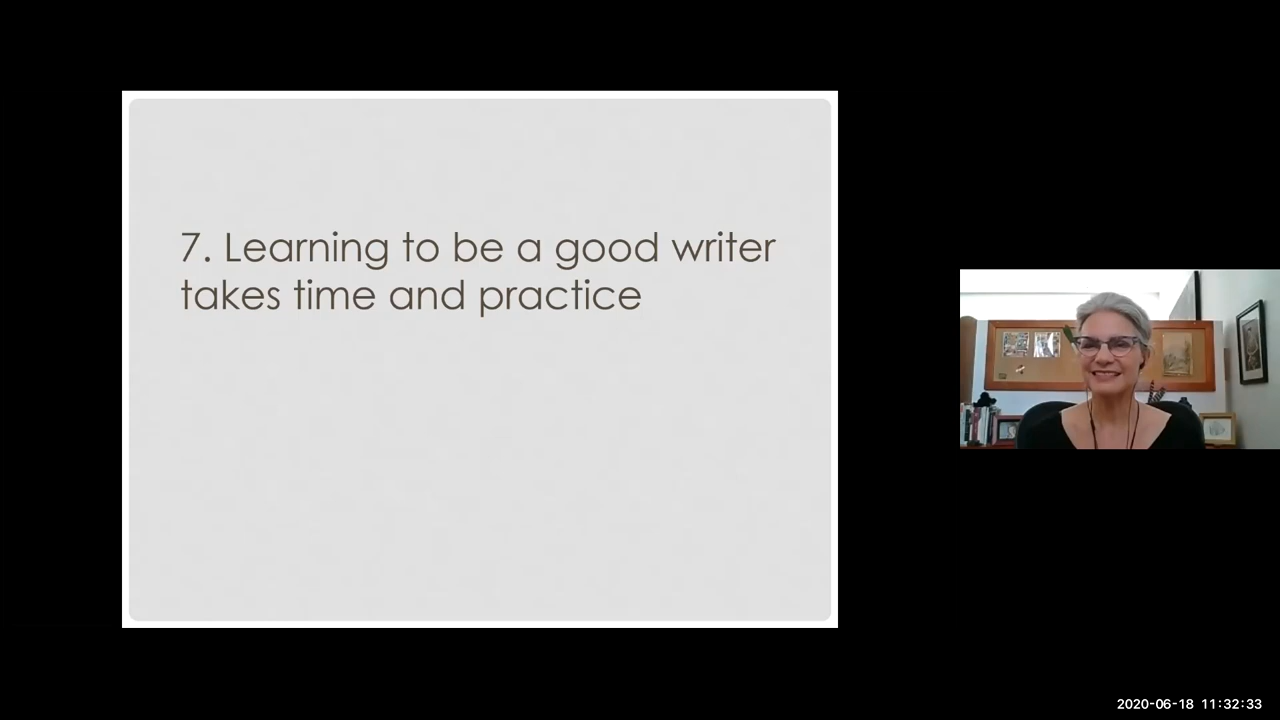 7. Learning to be a good writer
takes time and practice
2020-06-18 11:32:33